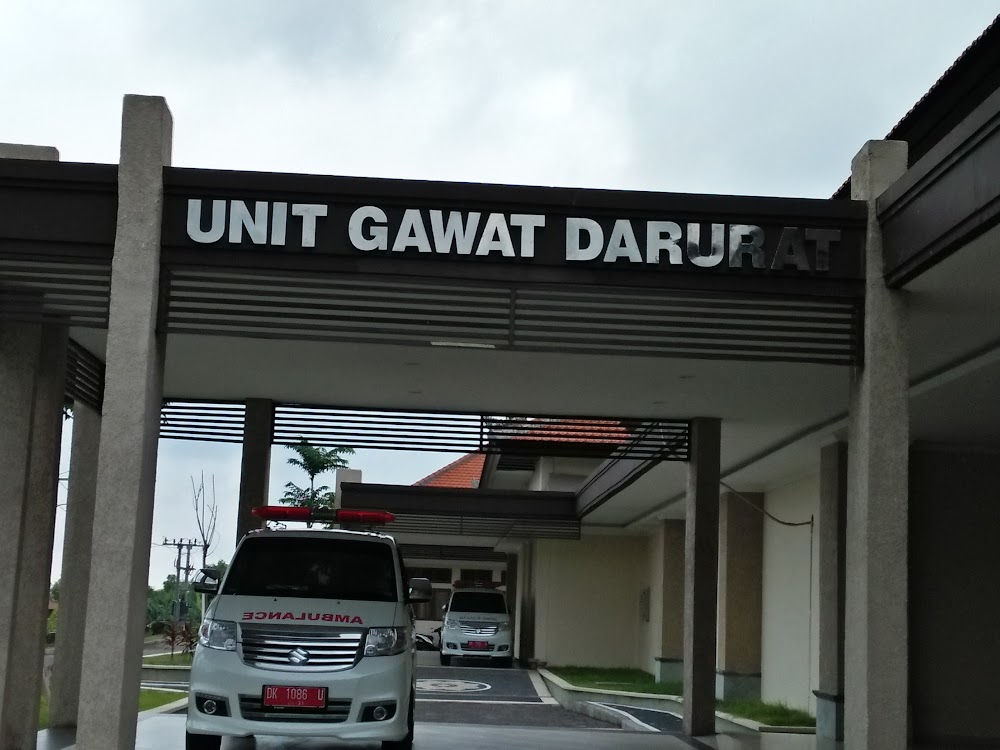 UNIT GAWAT DARURAT
AMBULANCE
DK 1086 U